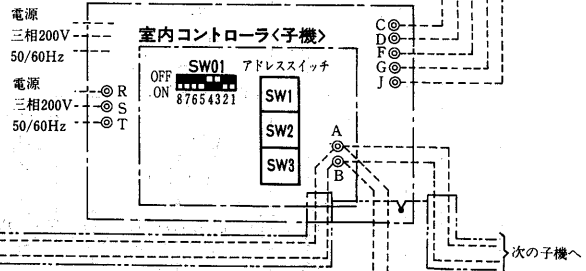 電源
三相200V
50/60Hz
室内コントローラ<子機>
SW01
アドレススイッチ
OFF
ON
87654321
SW1
SW2
SW3
電源
三相200V
50/60Hz
R
S
T
A
B
C
D
F
G
J
次の子機へ